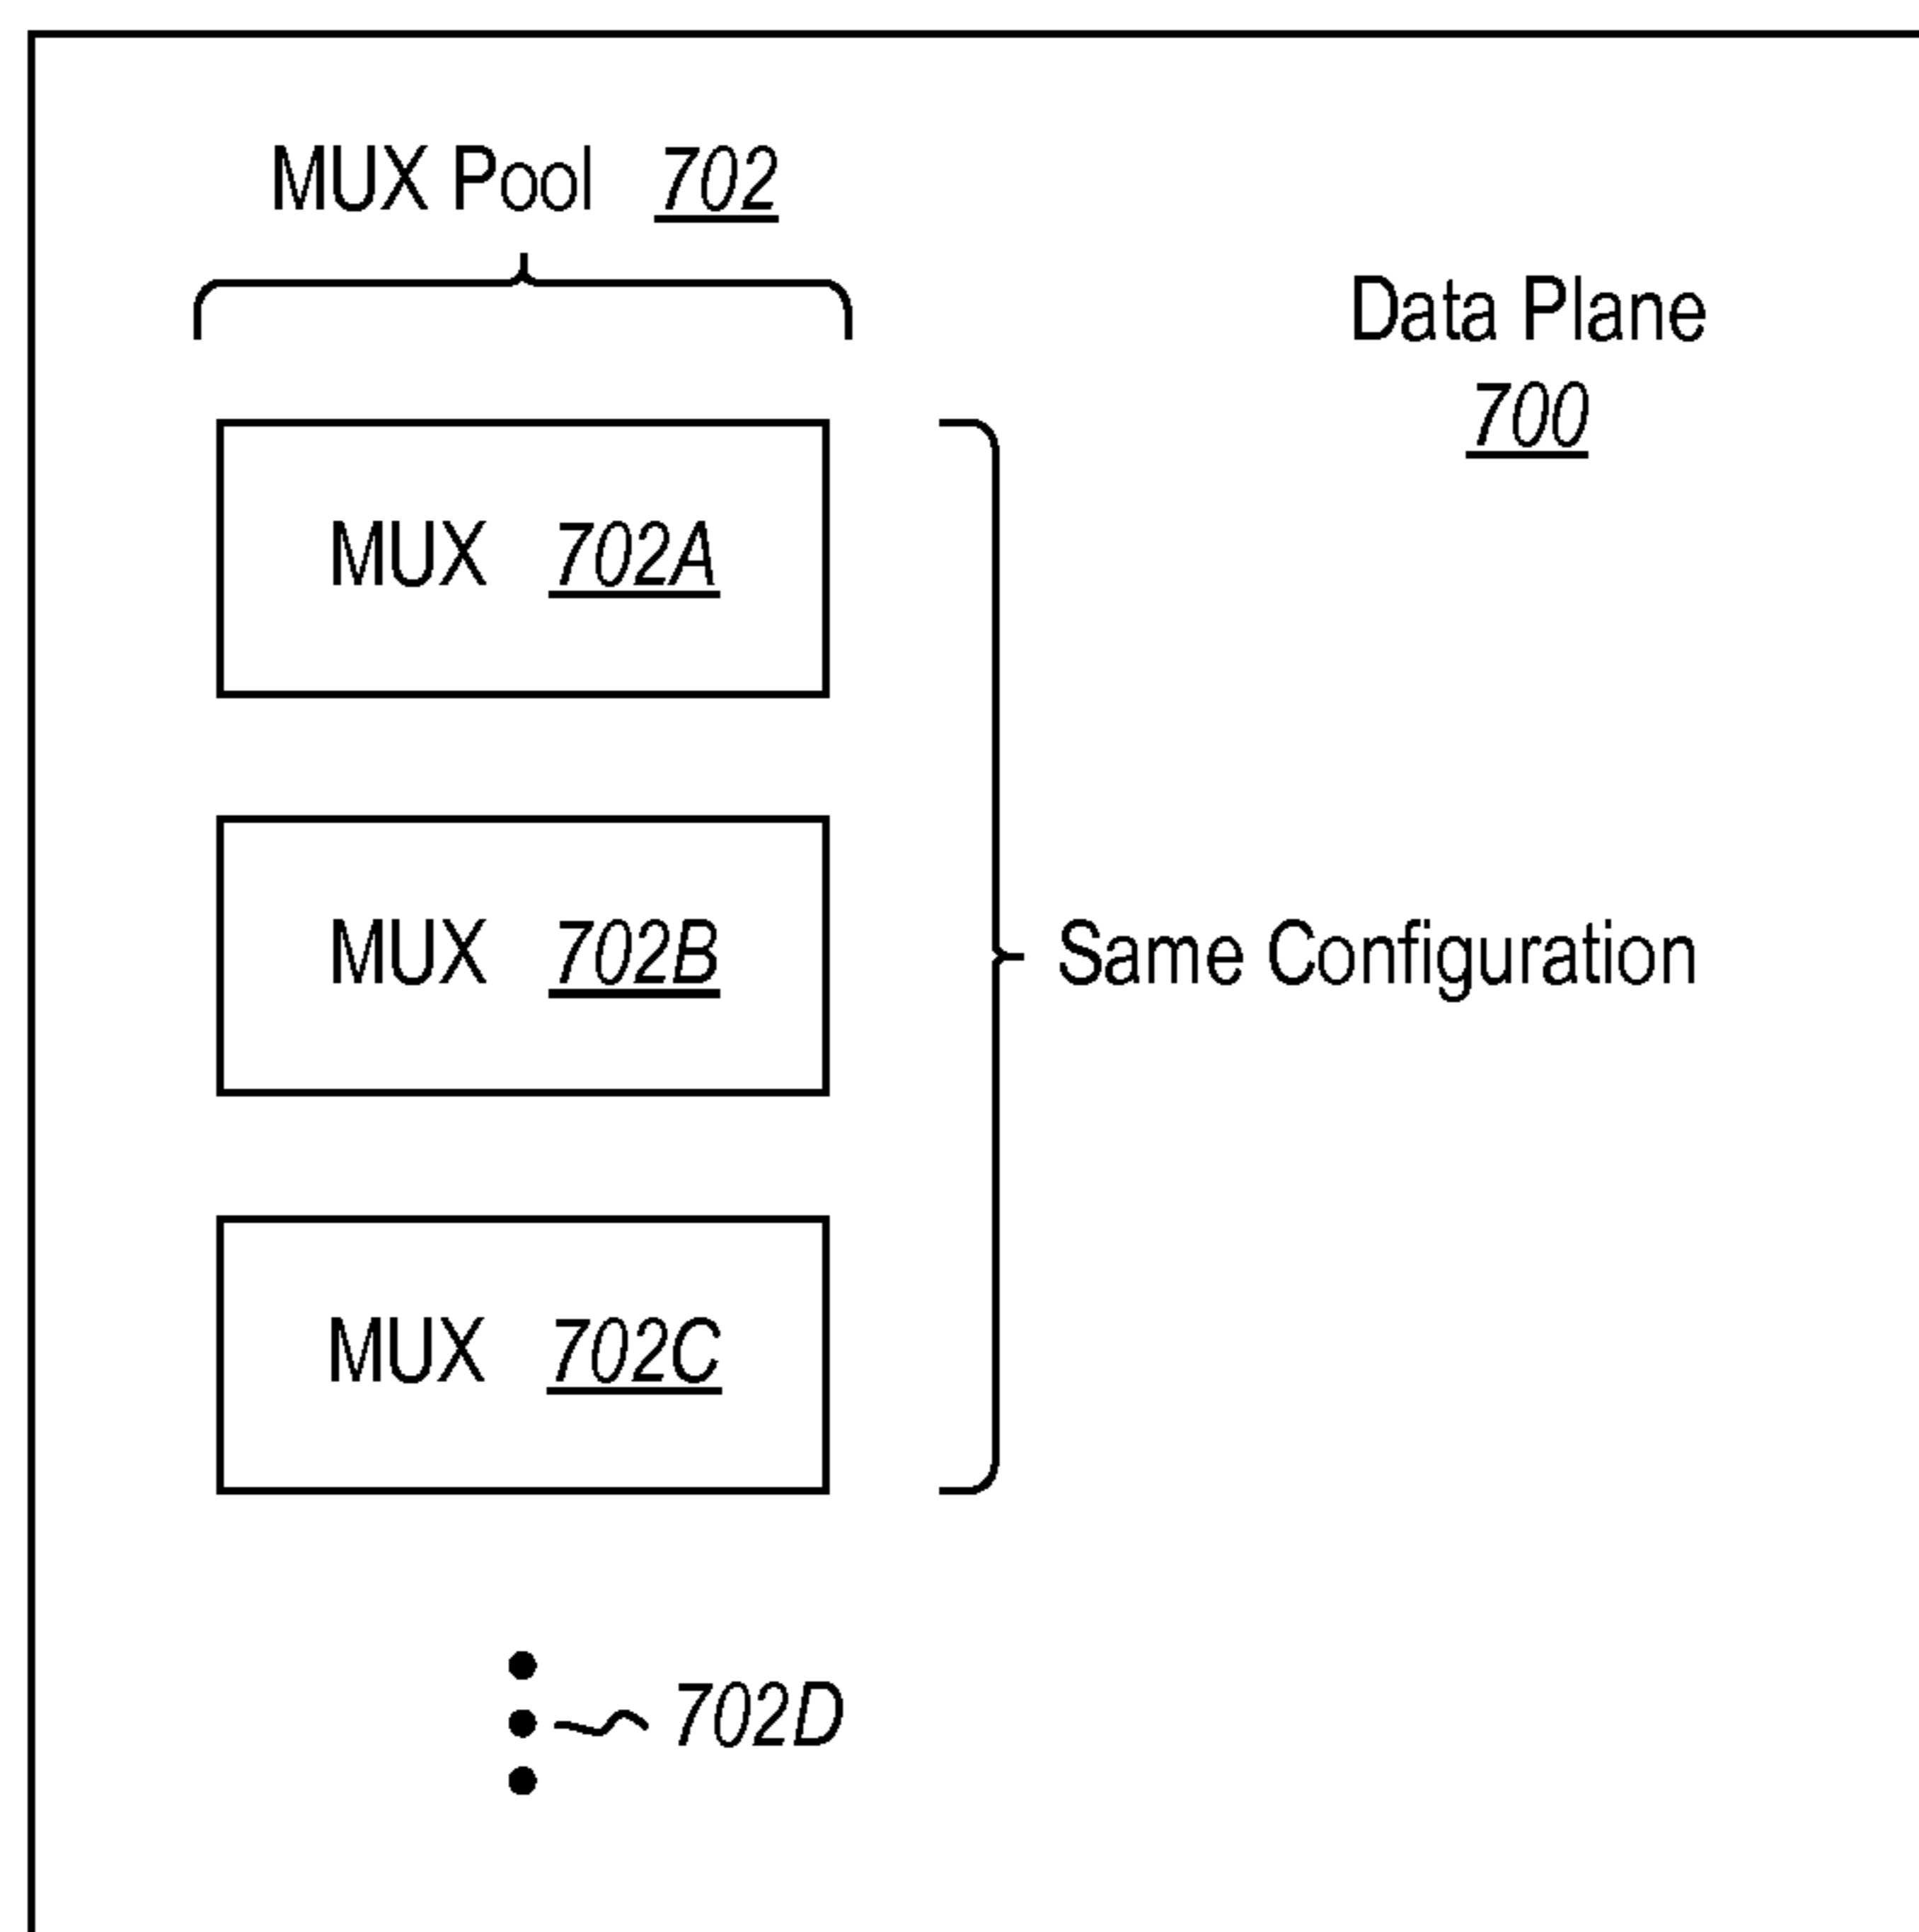 MUX Pool 702
Data Plane
700
MUX 702A
MUX 702B
Same Configuration
MUX 702C
702D